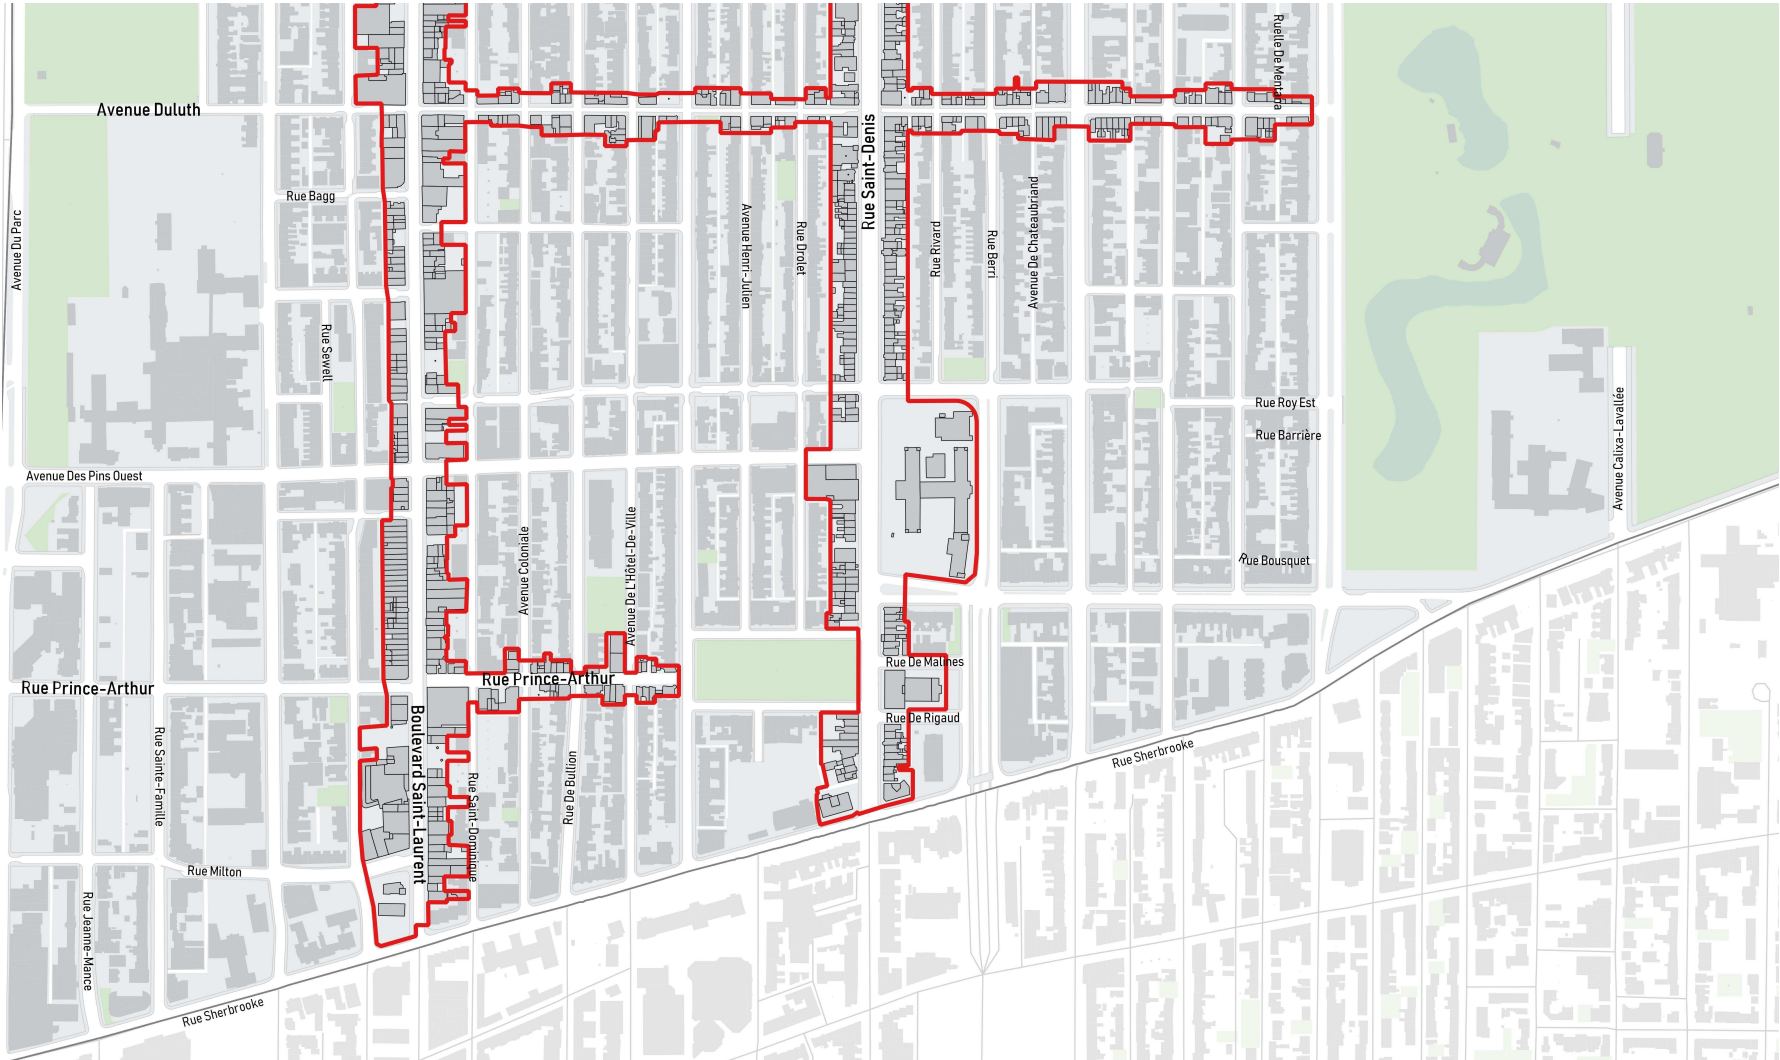 Ruelle De Mentana
Avenue Duluth
Rue Saint-Denis
Rue Bagg
Avenue Du Parc
Avenue Henri-Julien
Rue Drolet
Rue Rivard
Rue Berri
Avenue De Chateaubriand
Rue Sewell
Rue Roy Est
Rue Barrière
Avenue Calixa-Lavallée
Avenue Des Pins Ouest
Avenue Coloniale
Avenue De L'Hôtel-De-Ville
Rue Bousquet
Rue De Malines
Rue Prince-Arthur
Rue Prince-Arthur
Rue De Rigaud
Boulevard Saint-Laurent
Rue Sainte-Famille
Rue Saint-Dominique
Rue De Bullion
Rue Sherbrooke
Rue Milton
Rue Jeanne-Mance
Rue Sherbrooke